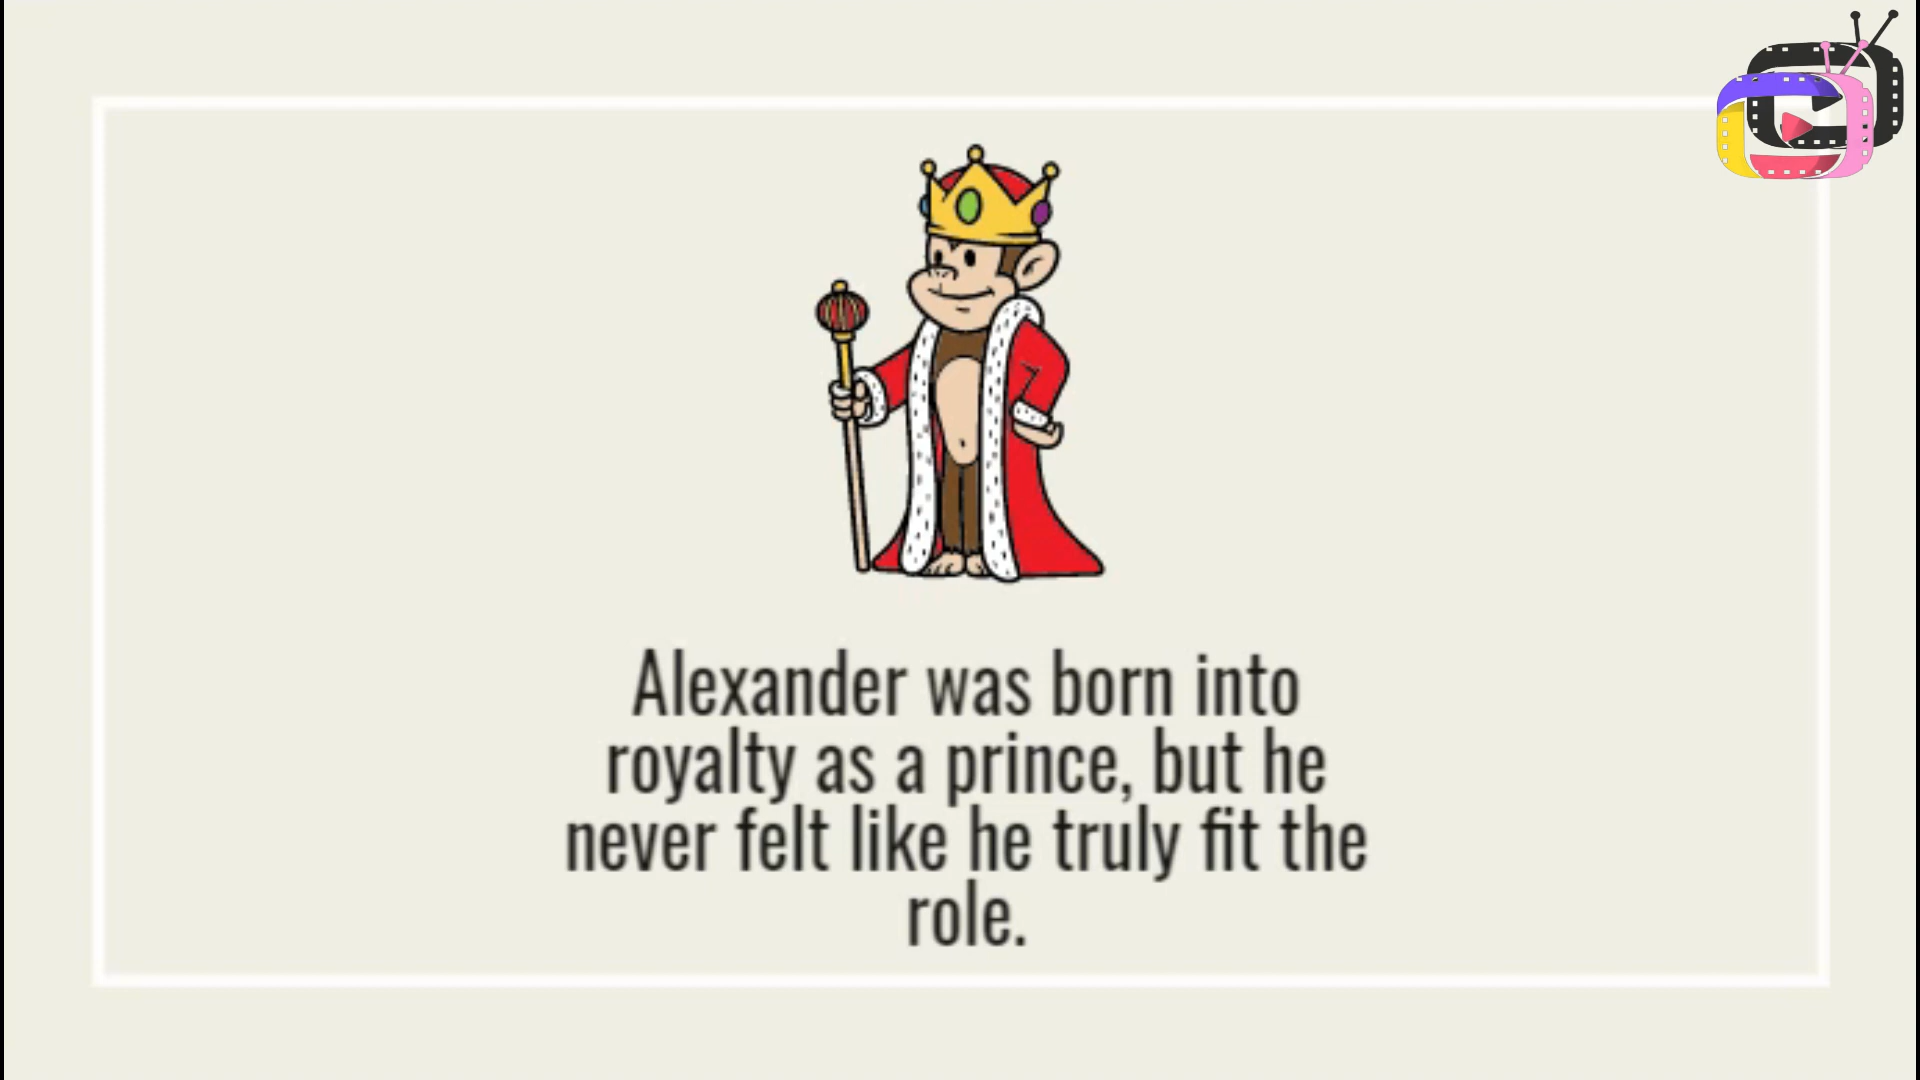 Alexander was born into
royalty as a prince, but he
never felt like he truly fit the
role.